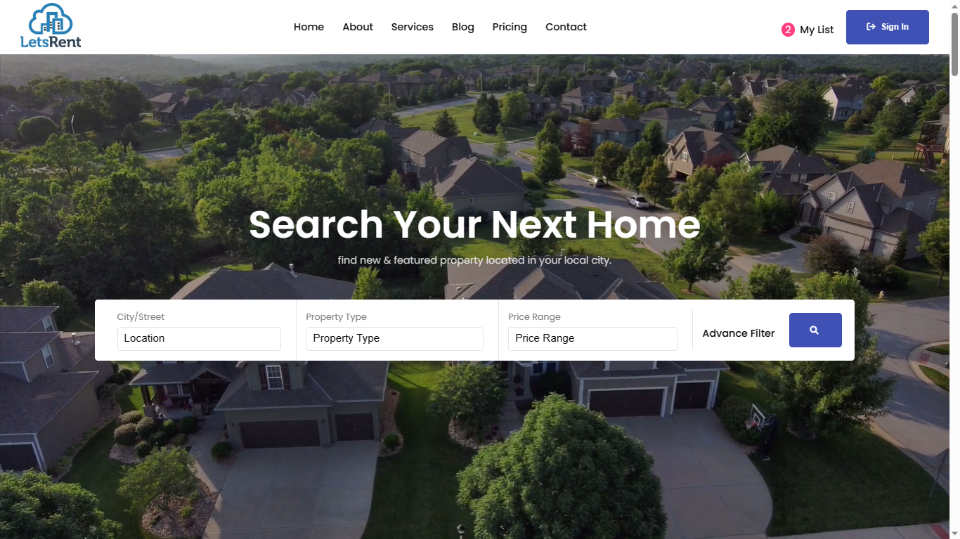 LetsRent
Home About Services Blog Pricing Contact
2 My List
Sign In
Search Your Next Home
find new & featured property located in your local city.
City/Street Property Type Price Range
Location Property Type Price Range
Advance Filter